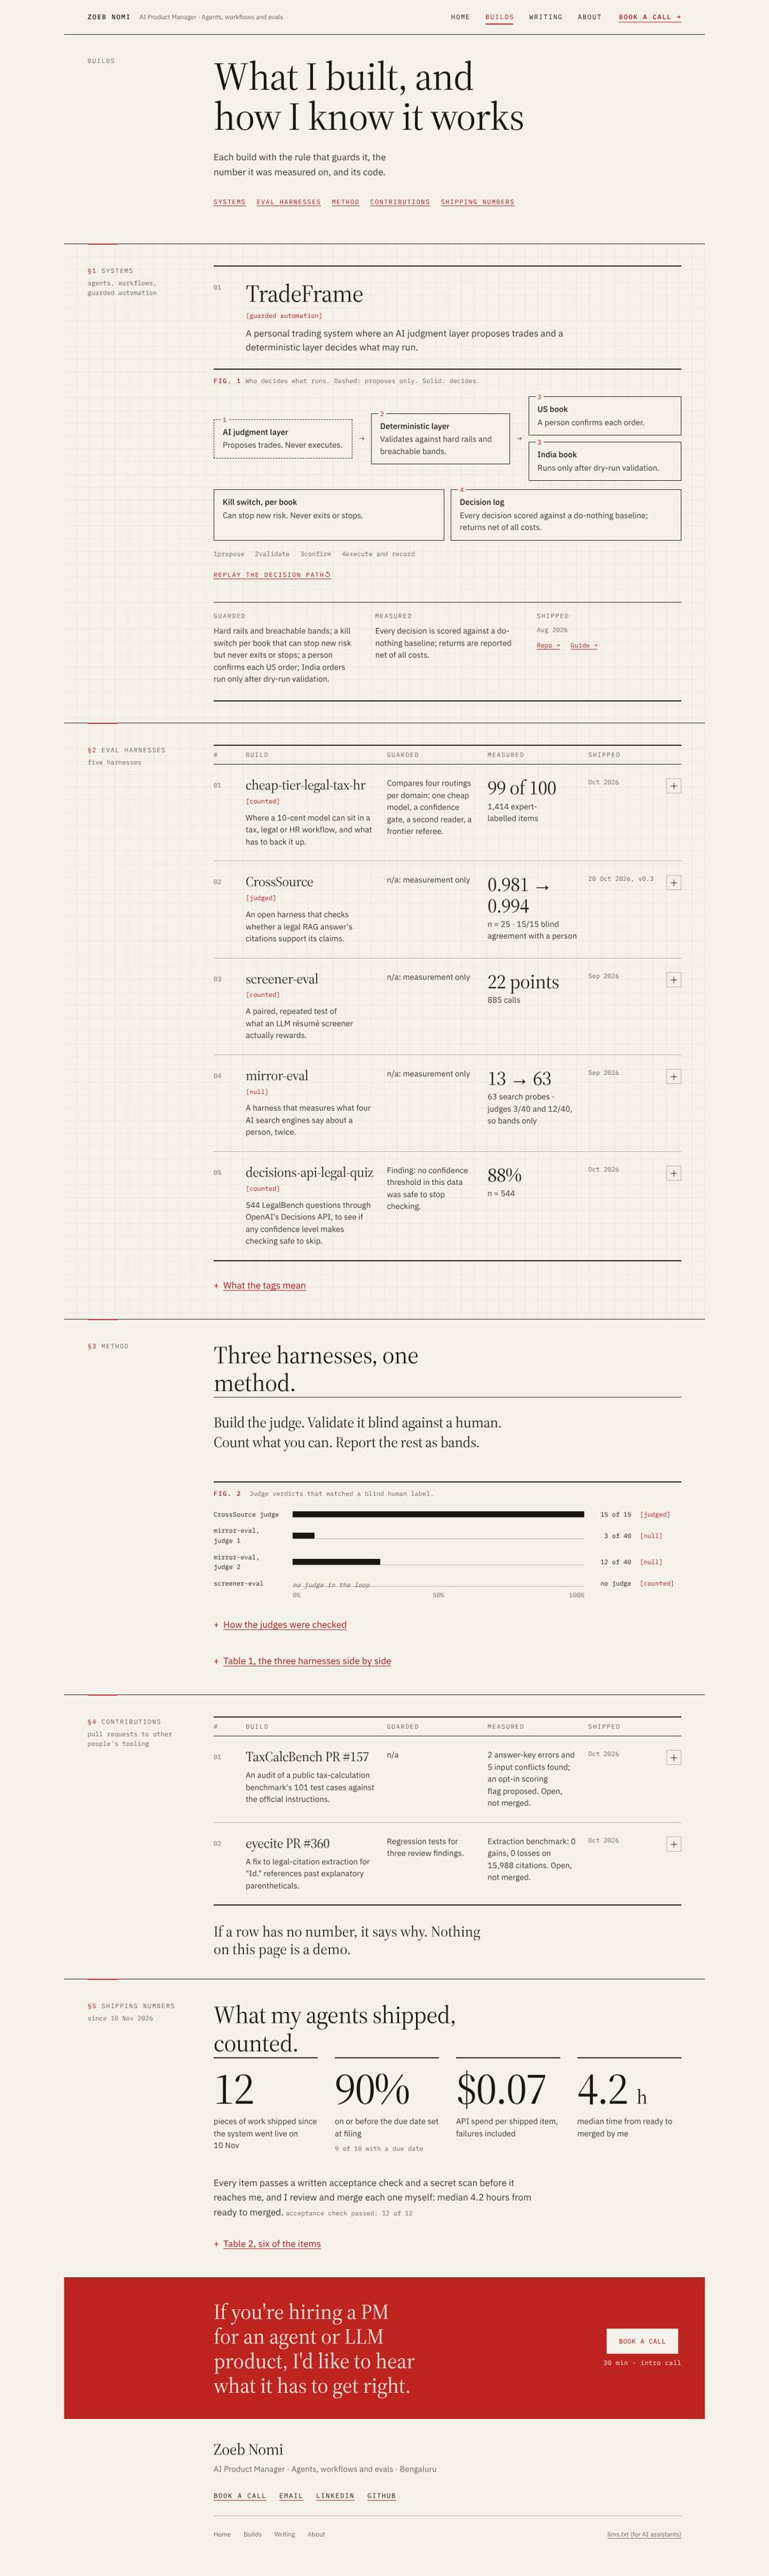 ZOEB NOMI AI Product Manager · Agents, workflows and evals HOME BUILDS WRITING ABOUT BOOK A CALL →
BUILDS
What I built, and
how I know it works
Each build with the rule that guards it, the
number it was measured on, and its code.
SYSTEMS EVAL HARNESSES METHOD CONTRIBUTIONS SHIPPING NUMBERS
§1 SYSTEMS
agents, workflows,
guarded automation
01
TradeFrame
[guarded automation]
A personal trading system where an AI judgment layer proposes trades and a
deterministic layer decides what may run.
FIG. 1 Who decides what runs. Dashed: proposes only. Solid: decides.
1
AI judgment layer
Proposes trades. Never executes.
→
2
Deterministic layer
Validates against hard rails and
breachable bands.
→
3
US book
A person confirms each order.
3
India book
Runs only after dry-run validation.
Kill switch, per book
Can stop new risk. Never exits or stops.
4
Decision log
Every decision scored against a do-nothing baseline;
returns net of all costs.
1propose 2validate 3confirm 4execute and record
REPLAY THE DECISION PATH↺
GUARDED
Hard rails and breachable bands; a kill
switch per book that can stop new risk
but never exits or stops; a person
confirms each US order; India orders
run only after dry-run validation.
MEASURED
Every decision is scored against a do-
nothing baseline; returns are reported
net of all costs.
SHIPPED
Aug 2026
Repo → Guide →
§2 EVAL HARNESSES
five harnesses
# BUILD GUARDED MEASURED SHIPPED
01
cheap-tier-legal-tax-hr
[counted]
Where a 10-cent model can sit in a
tax, legal or HR workflow, and what
has to back it up.
Compares four routings
per domain: one cheap
model, a confidence
gate, a second reader, a
frontier referee.
99 of 100
1,414 expert-
labelled items
Oct 2026
+
02
CrossSource
[judged]
An open harness that checks
whether a legal RAG answer's
citations support its claims.
n/a: measurement only
0.981 →
0.994
n = 25 · 15/15 blind
agreement with a person
20 Oct 2026, v0.3
+
03
screener-eval
[counted]
A paired, repeated test of
what an LLM résumé screener
actually rewards.
n/a: measurement only
22 points
885 calls
Sep 2026
+
04
mirror-eval
[null]
A harness that measures what four
AI search engines say about a
person, twice.
n/a: measurement only
13 → 63
63 search probes ·
judges 3/40 and 12/40,
so bands only
Sep 2026
+
05
decisions-api-legal-quiz
[counted]
544 LegalBench questions through
OpenAI's Decisions API, to see if
any confidence level makes
checking safe to skip.
Finding: no confidence
threshold in this data
was safe to stop
checking.
88%
n = 544
Oct 2026
+
+ What the tags mean
§3 METHOD
Three harnesses, one
method.
Build the judge. Validate it blind against a human.
Count what you can. Report the rest as bands.
FIG. 2 Judge verdicts that matched a blind human label.
CrossSource judge 15 of 15 [judged]
mirror-eval,
judge 1
3 of 40 [null]
mirror-eval,
judge 2
12 of 40 [null]
screener-eval no judge in the loop no judge [counted]
0% 50% 100%
+ How the judges were checked
+ Table 1, the three harnesses side by side
§4 CONTRIBUTIONS
pull requests to other
people's tooling
# BUILD GUARDED MEASURED SHIPPED
01
TaxCalcBench PR #157
An audit of a public tax-calculation
benchmark's 101 test cases against
the official instructions.
n/a
2 answer-key errors and
5 input conflicts found;
an opt-in scoring
flag proposed. Open,
not merged.
Oct 2026
+
02
eyecite PR #360
A fix to legal-citation extraction for
"Id." references past explanatory
parentheticals.
Regression tests for
three review findings.
Extraction benchmark: 0
gains, 0 losses on
15,988 citations. Open,
not merged.
Oct 2026
+
If a row has no number, it says why. Nothing
on this page is a demo.
§5 SHIPPING NUMBERS
since 10 Nov 2026
What my agents shipped,
counted.
12
pieces of work shipped since
the system went live on
10 Nov
90%
on or before the due date set
at filing
9 of 10 with a due date
$0.07
API spend per shipped item,
failures included
4.2 h
median time from ready to
merged by me
Every item passes a written acceptance check and a secret scan before it
reaches me, and I review and merge each one myself: median 4.2 hours from
ready to merged. acceptance check passed: 12 of 12
+ Table 2, six of the items
If you're hiring a PM
for an agent or LLM
product, I'd like to hear
what it has to get right.
BOOK A CALL
30 min · intro call
Zoeb Nomi
AI Product Manager · Agents, workflows and evals · Bengaluru
BOOK A CALL EMAIL LINKEDIN GITHUB
Home Builds Writing About llms.txt (for AI assistants)